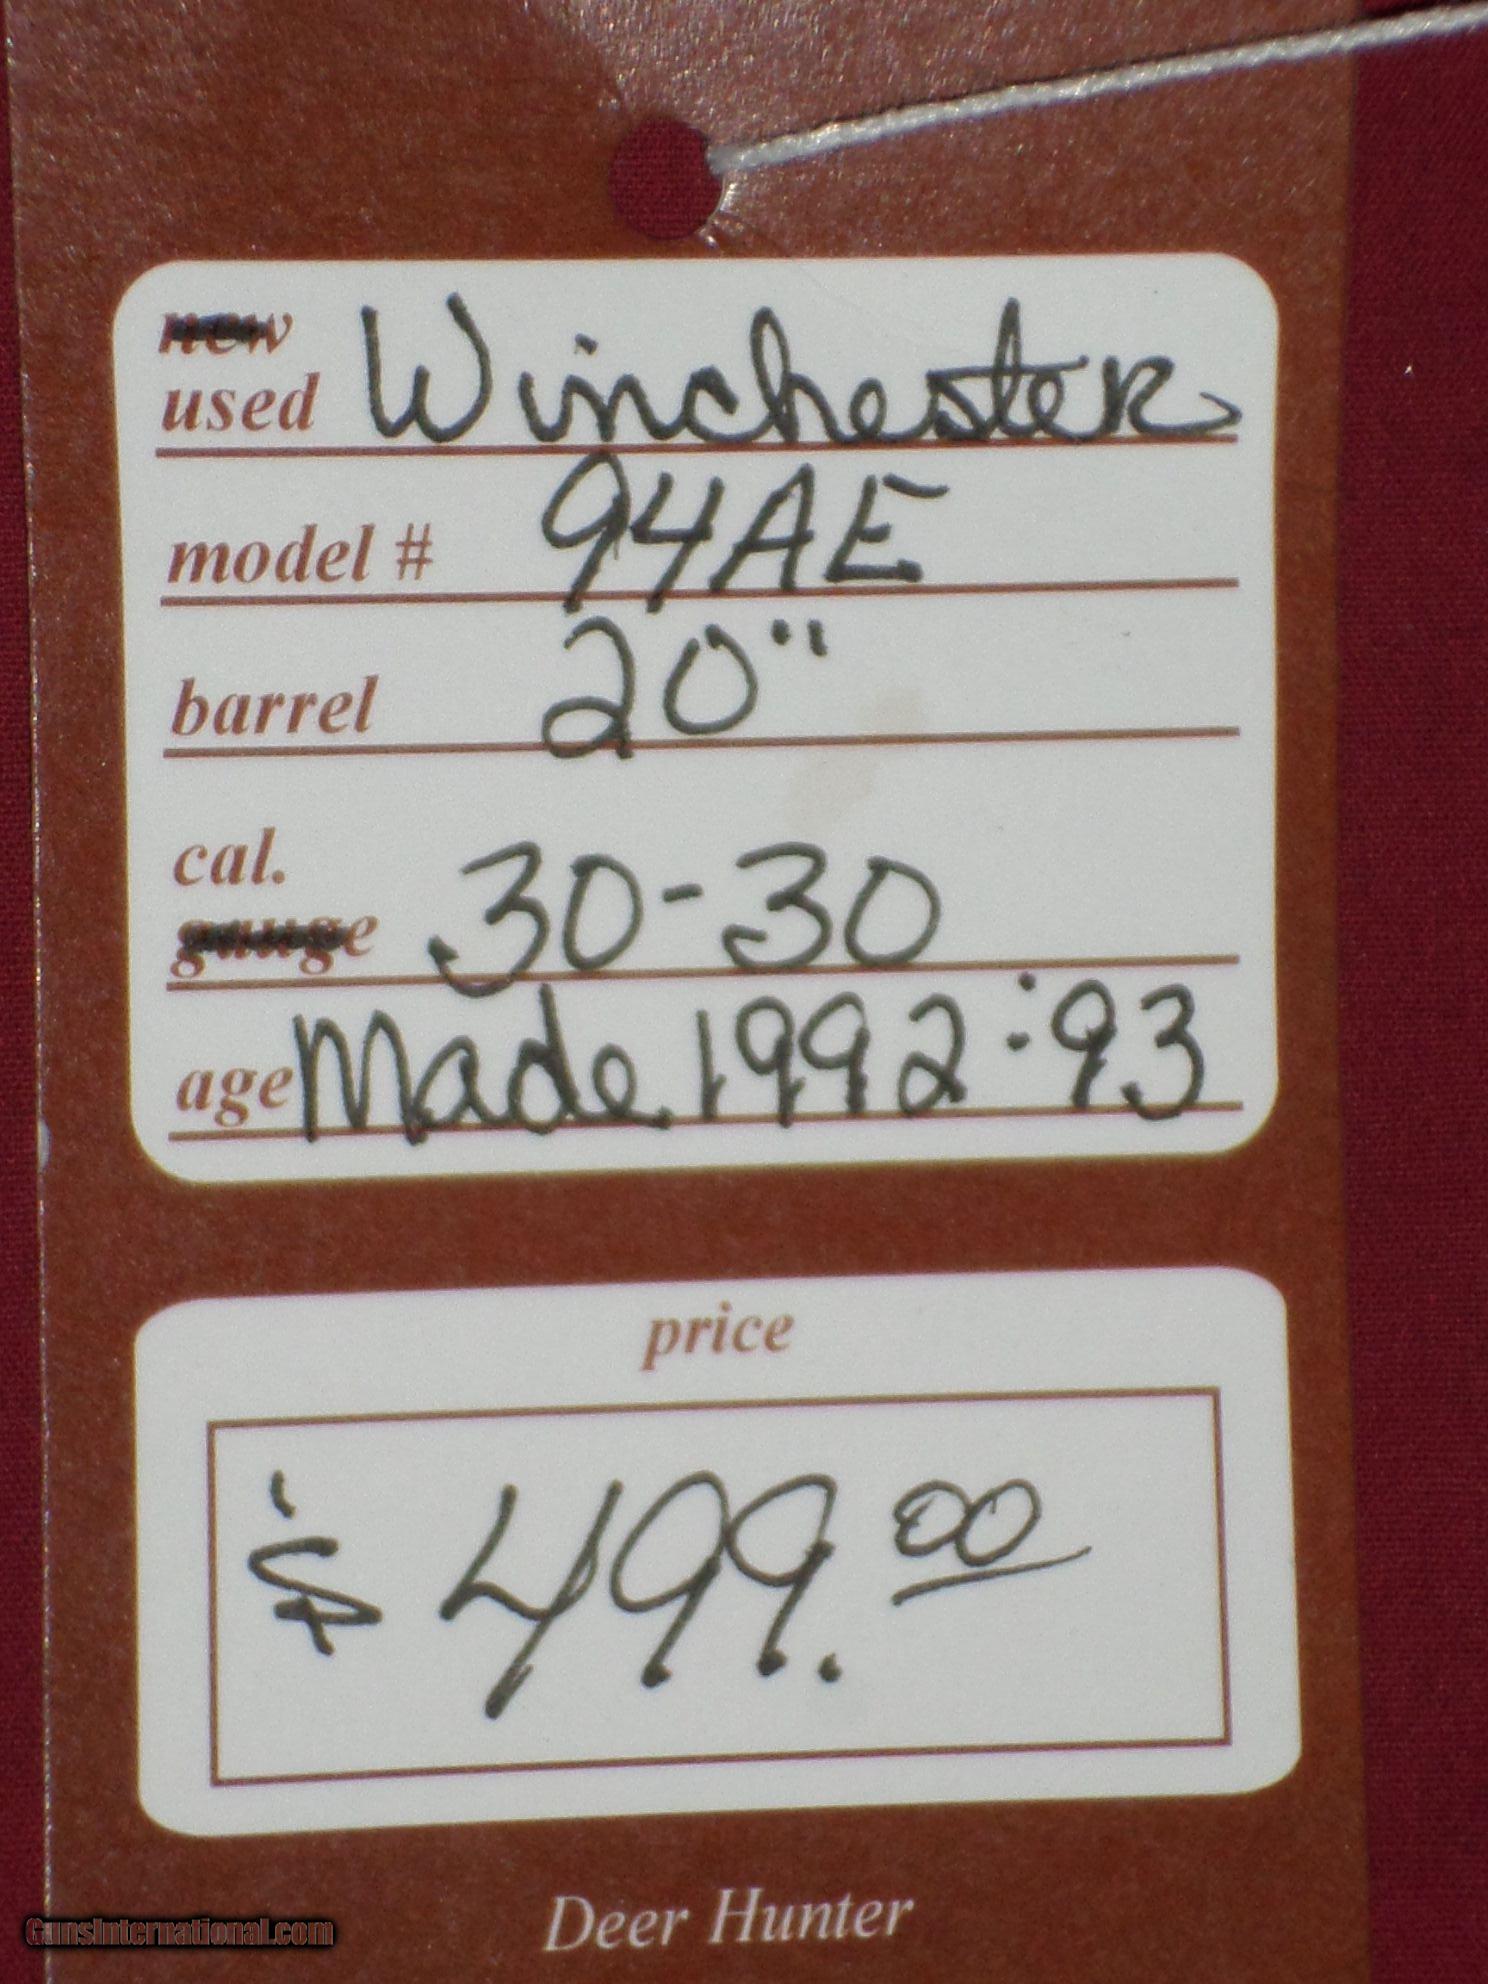 new
used Winchester
model # 94AE
barrel 20"
cal.
gauge .30-30
age Made 1992:93
price
$ 499.00
Deer Hunter
GunsInternational.com